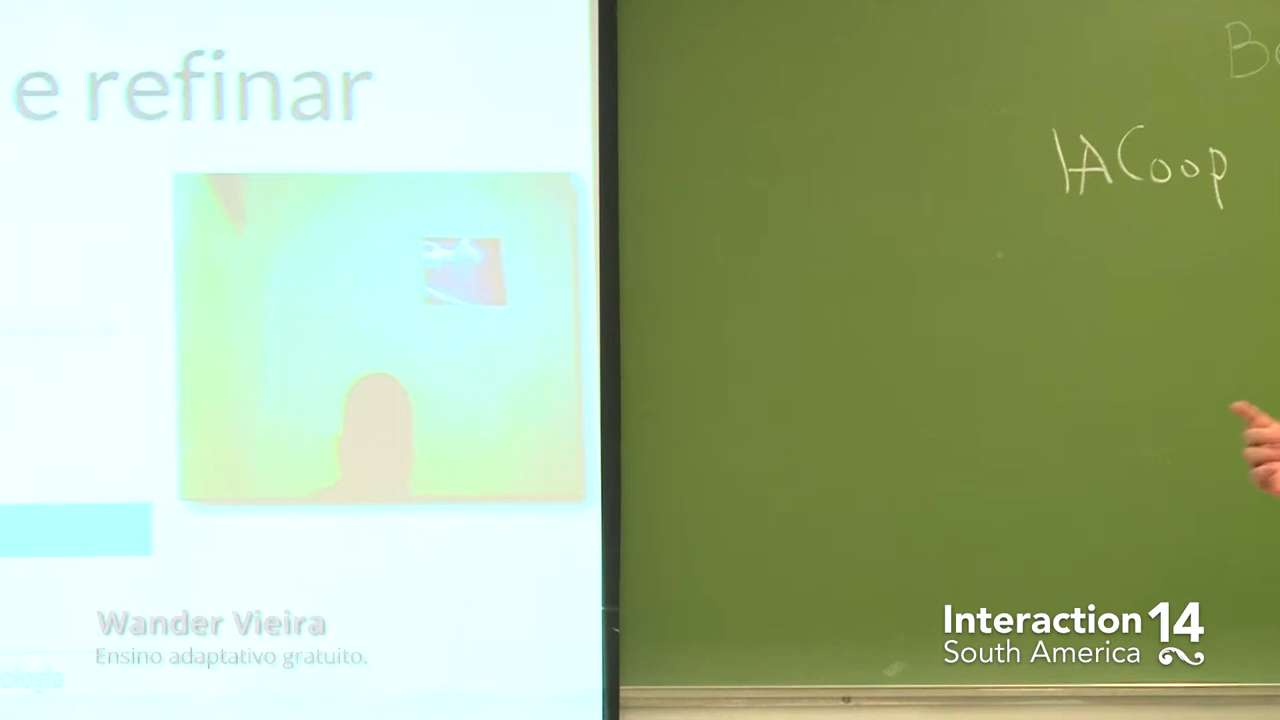 e refinar
IACoop
Wander Vieira
Ensino adaptativo gratuito.
Interaction 14
South America